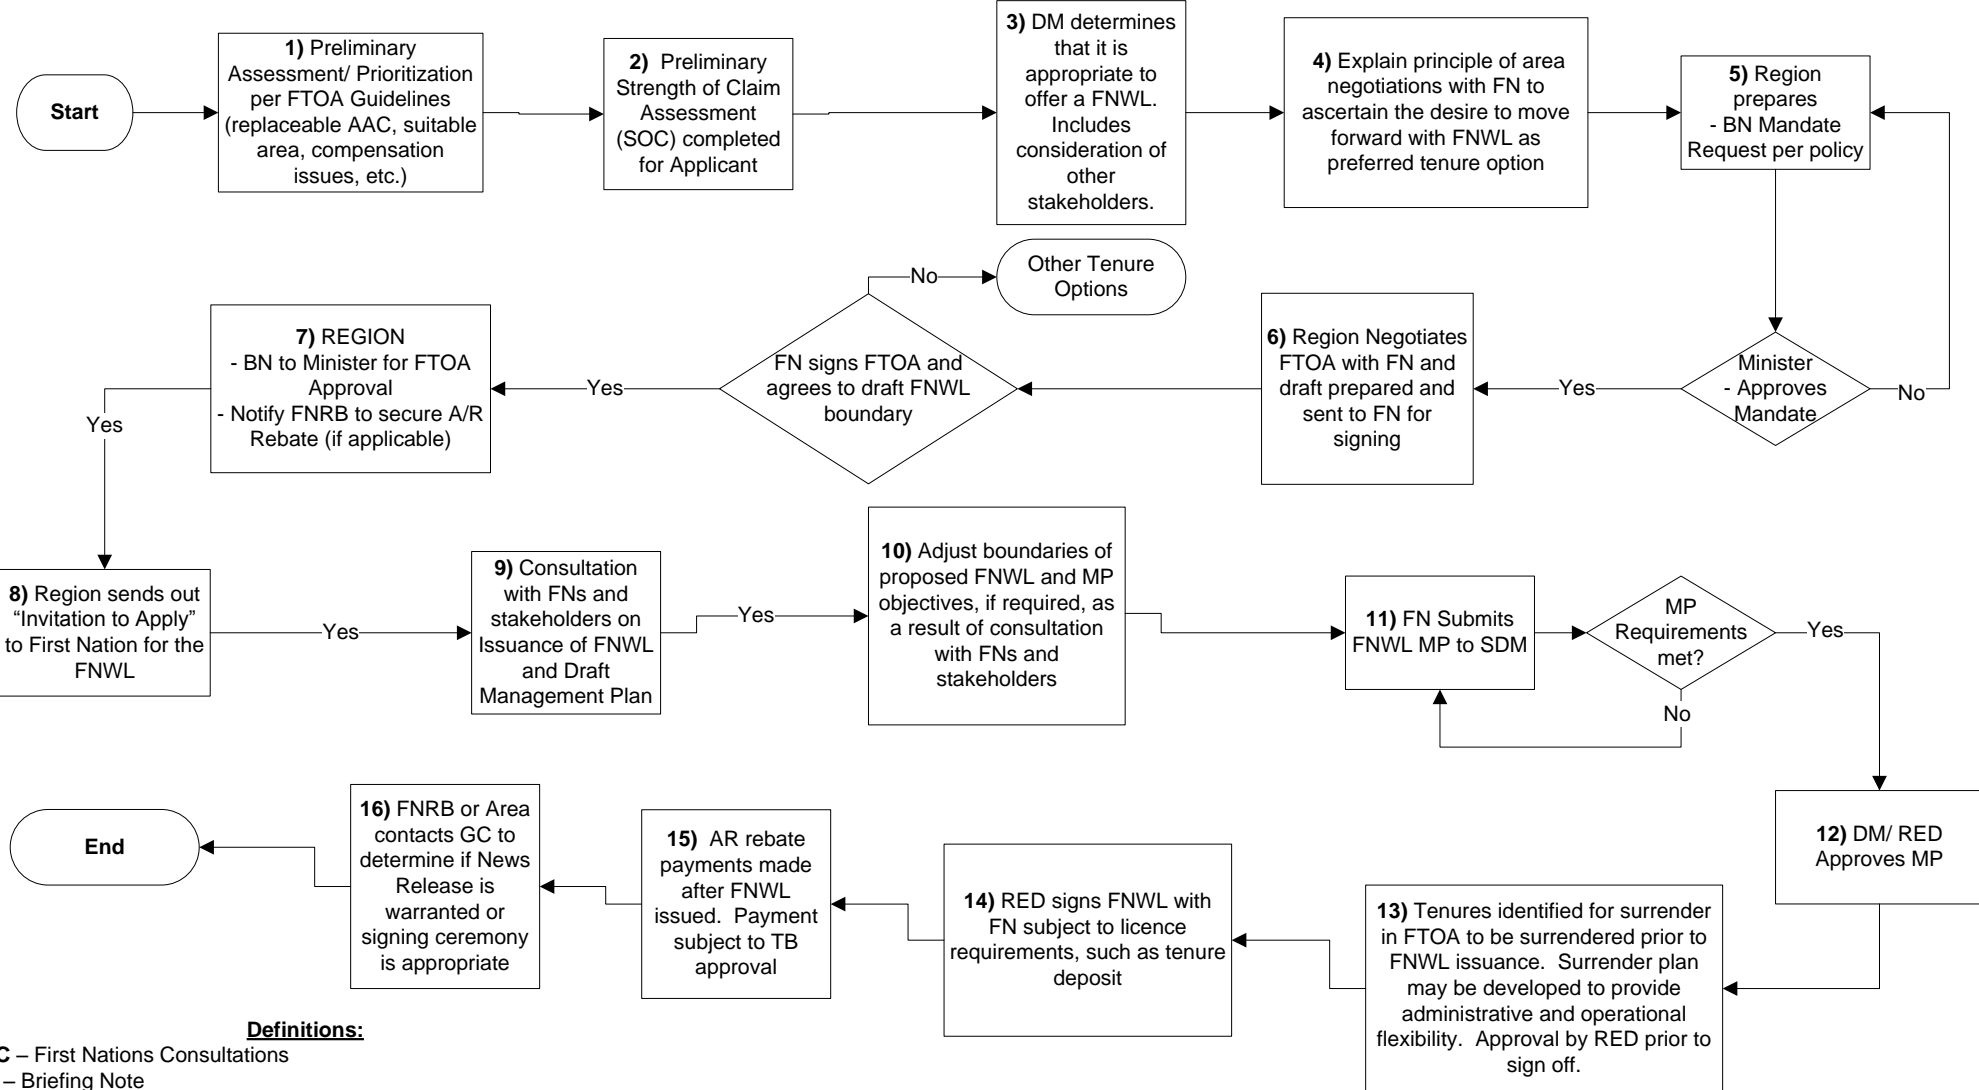 Start
1) Preliminary
Assessment/ Prioritization
per FTOA Guidelines
(replaceable AAC, suitable
area, compensation
issues, etc.)
2) Preliminary
Strength of Claim
Assessment
(SOC) completed
for Applicant
3) DM determines
that it is
appropriate to
offer a FNWL.
Includes
consideration of
other
stakeholders.
4) Explain principle of area
negotiations with FN to
ascertain the desire to move
forward with FNWL as
preferred tenure option
5) Region
prepares
- BN Mandate
Request per policy
Minister
- Approves
Mandate
No
Yes
6) Region Negotiates
FTOA with FN and
draft prepared and
sent to FN for
signing
FN signs FTOA and
agrees to draft FNWL
boundary
No
Other Tenure
Options
Yes
7) REGION
- BN to Minister for FTOA
Approval
- Notify FNRB to secure A/R
Rebate (if applicable)
Yes
8) Region sends out
“Invitation to Apply”
to First Nation for the
FNWL
Yes
9) Consultation
with FNs and
stakeholders on
Issuance of FNWL
and Draft
Management Plan
Yes
10) Adjust boundaries of
proposed FNWL and MP
objectives, if required, as
a result of consultation
with FNs and
stakeholders
11) FN Submits
FNWL MP to SDM
MP
Requirements
met?
Yes
No
12) DM/ RED
Approves MP
13) Tenures identified for surrender
in FTOA to be surrendered prior to
FNWL issuance. Surrender plan
may be developed to provide
administrative and operational
flexibility. Approval by RED prior to
sign off.
14) RED signs FNWL with
FN subject to licence
requirements, such as tenure
deposit
15) AR rebate
payments made
after FNWL
issued. Payment
subject to TB
approval
16) FNRB or Area
contacts GC to
determine if News
Release is
warranted or
signing ceremony
is appropriate
End
Definitions:
C – First Nations Consultations
– Briefing Note